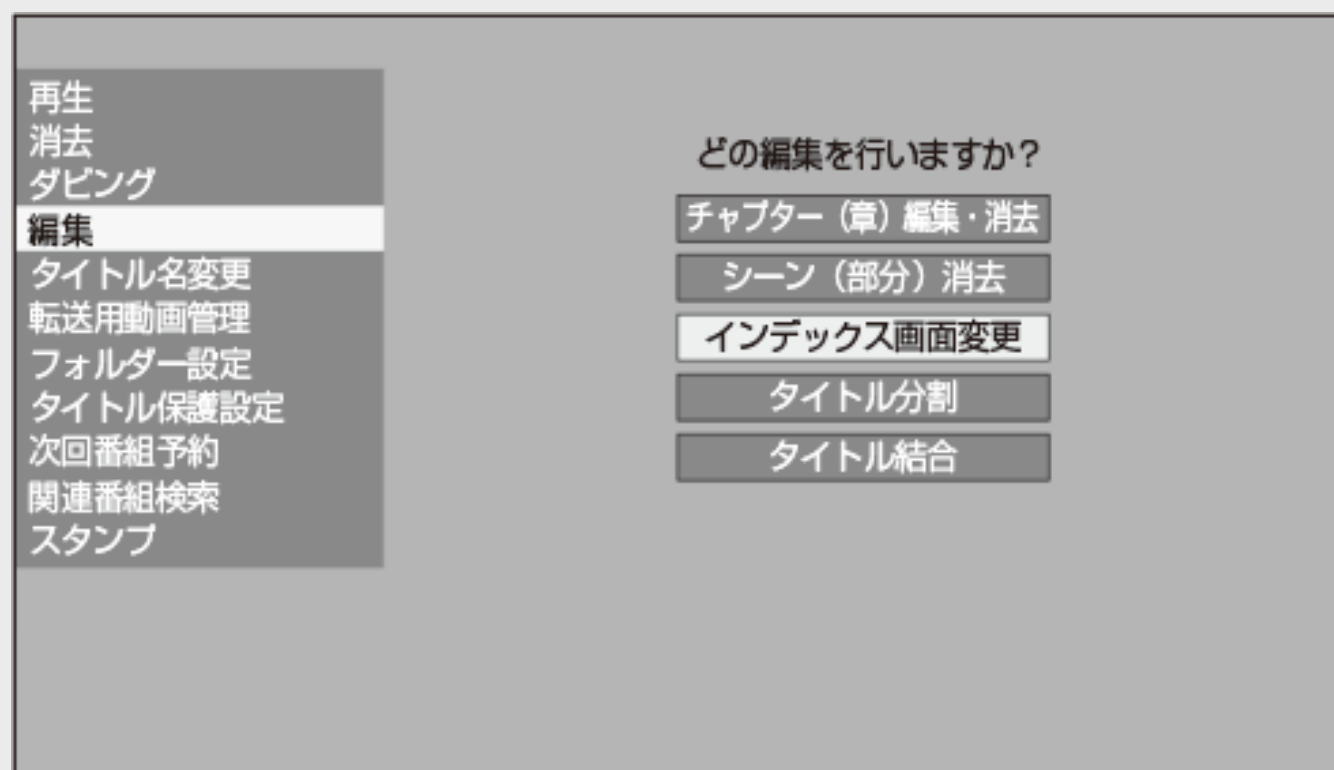 再生
消去
ダビング
編集
タイトル名変更
転送用動画管理
フォルダー設定
タイトル保護設定
次回番組予約
関連番組検索
スタンプ
どの編集を行いますか？
チャプター（章）編集・消去
シーン（部分）消去
インデックス画面変更
タイトル分割
タイトル結合